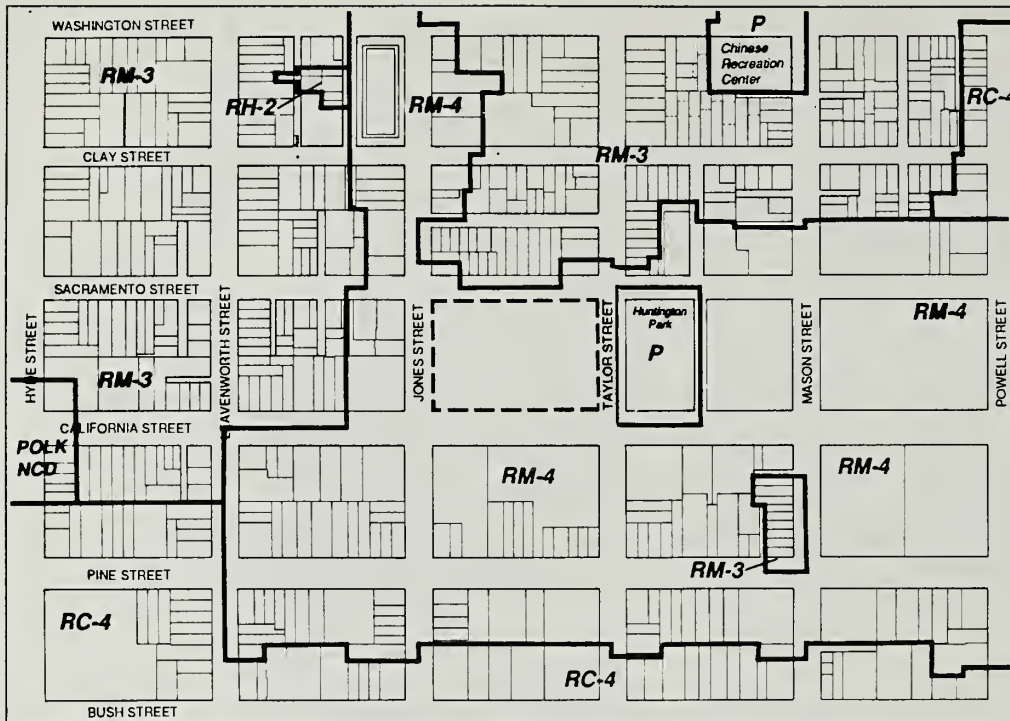 WASHINGTON STREET
P
Chinese
Recreation
Center
RM-3
RH-2
RM-4
RC-4
CLAY STREET
RM-3
SACRAMENTO STREET
HYDE STREET
LEAVENWORTH STREET
JONES STREET
TAYLOR STREET
Huntington
Park
P
MASON STREET
RM-4
POWELL STREET
RM-3
CALIFORNIA STREET
POLK
NCD
RM-4
RM-4
PINE STREET
RM-3
RC-4
RC-4
BUSH STREET